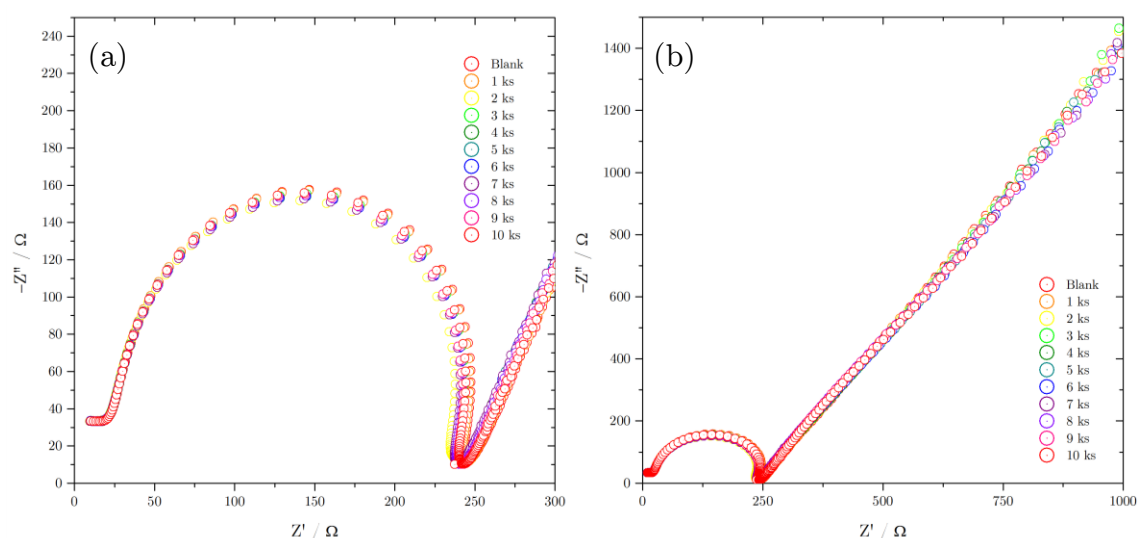 (a)
240
220
200
180
160
140
120
100
80
60
40
20
0
-Z'' / Ω
Blank
1 ks
2 ks
3 ks
4 ks
5 ks
6 ks
7 ks
8 ks
9 ks
10 ks
0 50 100 150 200 250 300
Z' / Ω
(b)
1400
1200
1000
800
600
400
200
0
-Z'' / Ω
Blank
1 ks
2 ks
3 ks
4 ks
5 ks
6 ks
7 ks
8 ks
9 ks
10 ks
0 250 500 750 1000
Z' / Ω